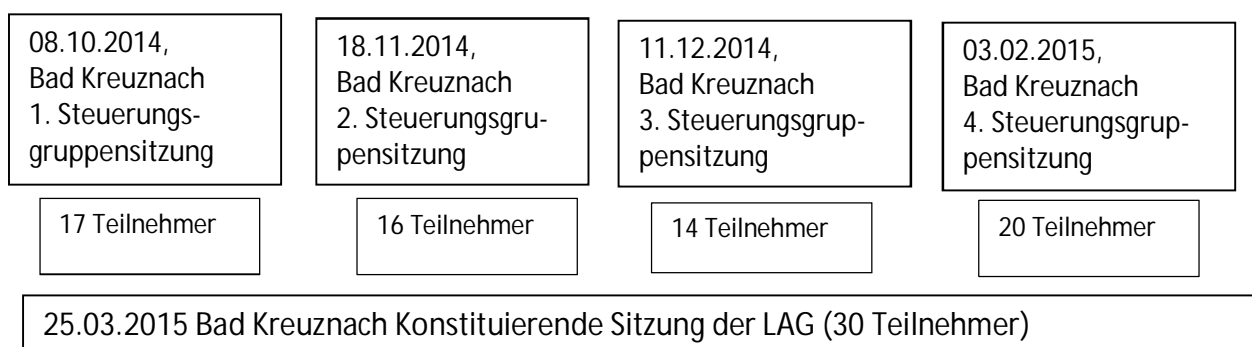 08.10.2014,
Bad Kreuznach
1. Steuerungs-
gruppensitzung
17 Teilnehmer
18.11.2014,
Bad Kreuznach
2. Steuerungsgru-
pensitzung
16 Teilnehmer
11.12.2014,
Bad Kreuznach
3. Steuerungsgrup-
pensitzung
14 Teilnehmer
03.02.2015,
Bad Kreuznach
4. Steuerungsgrup-
pensitzung
20 Teilnehmer
25.03.2015 Bad Kreuznach Konstituierende Sitzung der LAG (30 Teilnehmer)